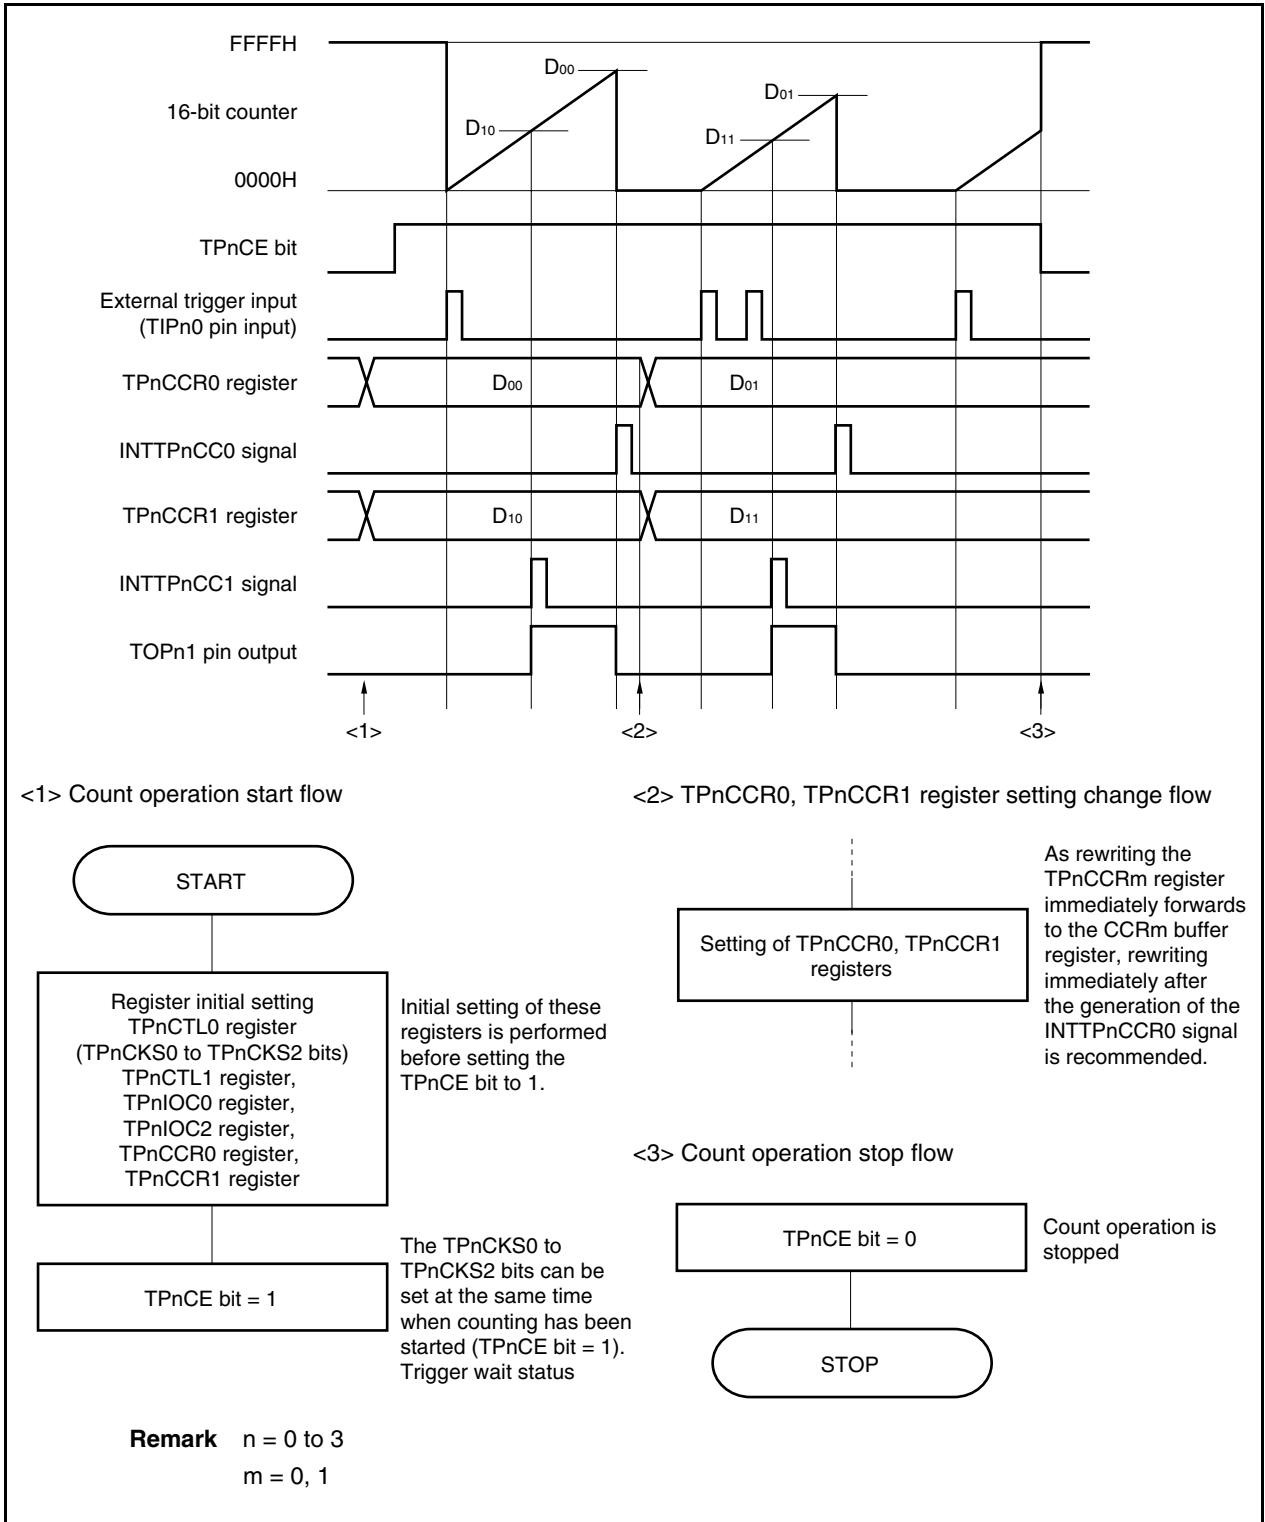 FFFFH
D00
D01
16-bit counter
D10
D11
0000H
TPnCE bit
External trigger input
(TIPn0 pin input)
TPnCCR0 register
D00
D01
INTTPnCC0 signal
TPnCCR1 register
D10
D11
INTTPnCC1 signal
TOPn1 pin output
<1>
<2>
<3>
<1> Count operation start flow
START
Register initial setting
TPnCTL0 register
(TPnCKS0 to TPnCKS2 bits)
TPnCTL1 register,
TPnIOC0 register,
TPnIOC2 register,
TPnCCR0 register,
TPnCCR1 register
Initial setting of these
registers is performed
before setting the
TPnCE bit to 1.
TPnCE bit = 1
The TPnCKS0 to
TPnCKS2 bits can be
set at the same time
when counting has been
started (TPnCE bit = 1).
Trigger wait status
<2> TPnCCR0, TPnCCR1 register setting change flow
Setting of TPnCCR0, TPnCCR1
registers
As rewriting the
TPnCCRm register
immediately forwards
to the CCRm buffer
register, rewriting
immediately after
the generation of the
INTTPnCCR0 signal
is recommended.
<3> Count operation stop flow
TPnCE bit = 0
Count operation is
stopped
STOP
Remark n = 0 to 3
m = 0, 1